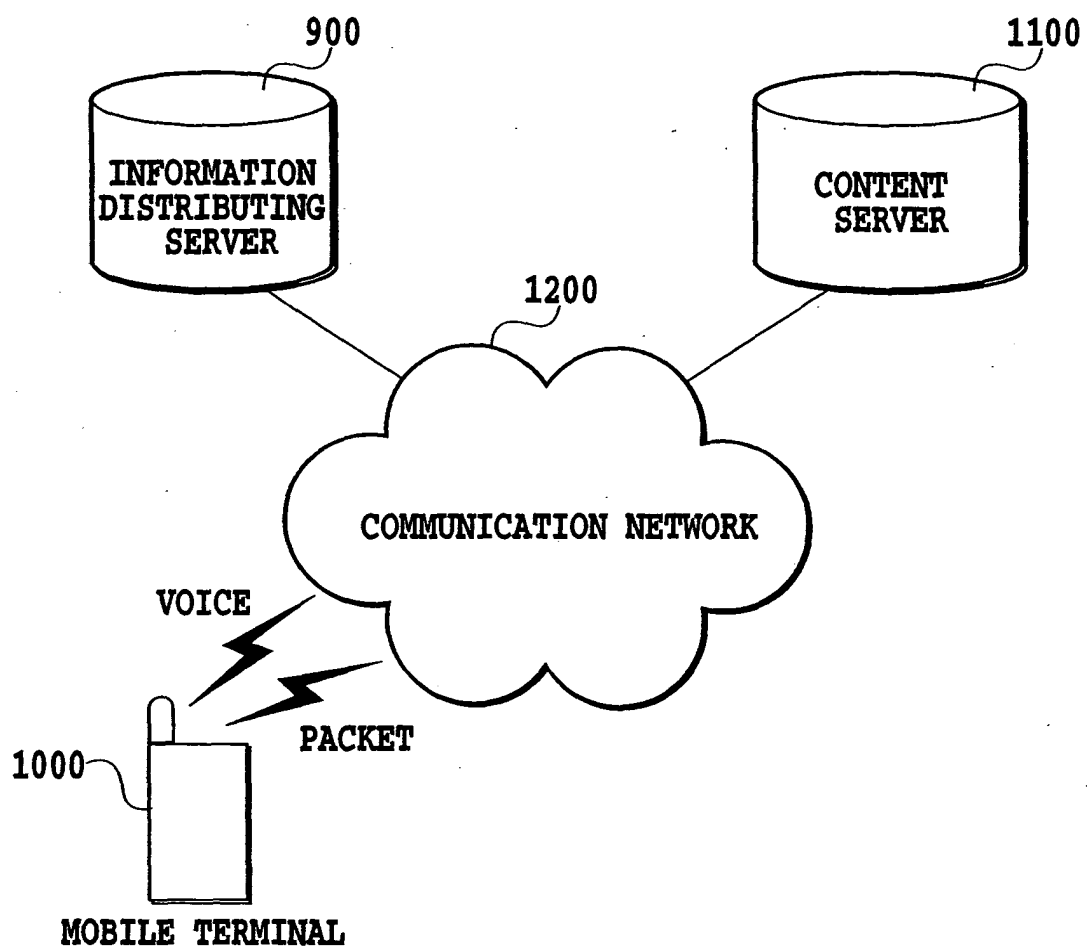 900
1100
INFORMATION
DISTRIBUTING
SERVER
CONTENT
SERVER
1200
COMMUNICATION NETWORK
VOICE
PACKET
1000
MOBILE TERMINAL